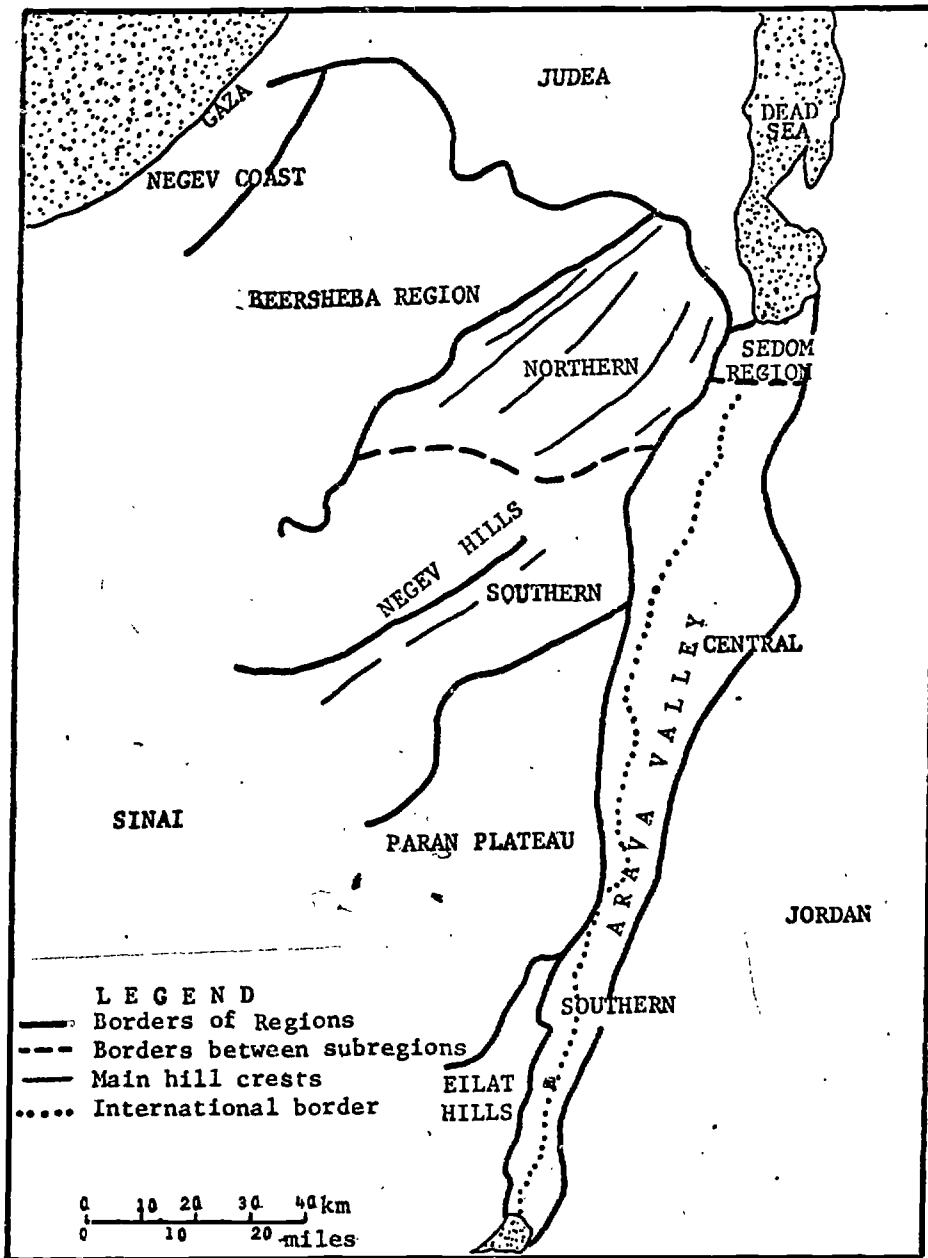 JUDEA
DEAD
SEA
GAZA
NEGEV COAST
BEERSHEBA REGION
SEDOM
REGION
NORTHERN
NEGEV HILLS
SOUTHERN
CENTRAL
ARAVA VALLEY
SINAI
PARAN PLATEAU
JORDAN
SOUTHERN
EILAT
HILLS
LEGEND
Borders of Regions
Borders between subregions
Main hill crests
International border
0 10 20 30 40 km
0 10 20 miles